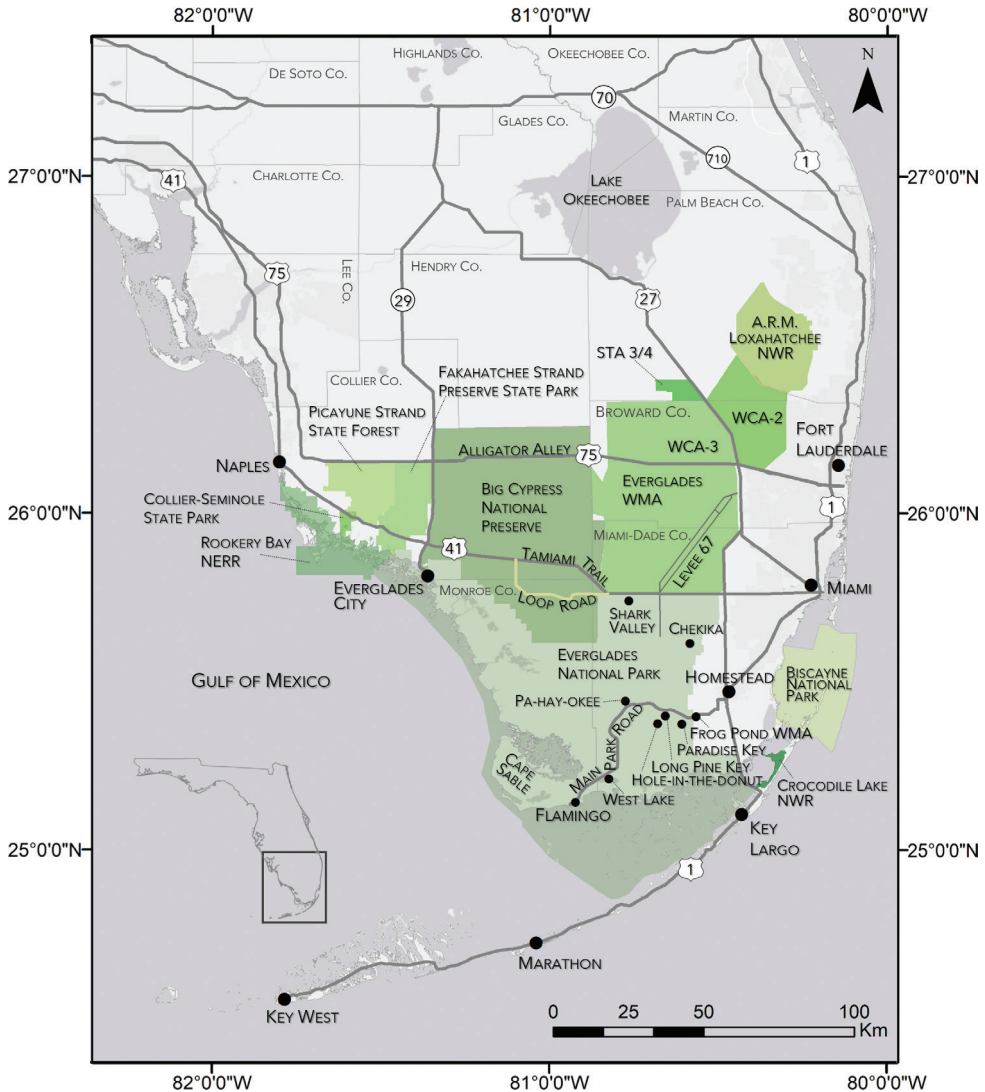 82°0'0"W 81°0'0"W 80°0'0"W
Highlands Co.
Okeechobee Co.
N
De Soto Co.
70
Glades Co.
Martin Co.
710
1
27°0'0"N
27°0'0"N
41
Charlotte Co.
Lake
Okeechobee
Palm Beach Co.
Lee Co.
75
Hendry Co.
29
27
A.R.M.
Loxahatchee
NWR
STA 3/4
Collier Co.
Fakahatchee Strand
Preserve State Park
Picayune Strand
State Forest
Broward Co.
WCA-2
WCA-3
Fort
Lauderdale
Alligator Alley
75
Naples
Everglades
WMA
Big Cypress
National
Preserve
Collier-Seminole
State Park
26°0'0"N
26°0'0"N
1
Rookery Bay
NERR
41
Tamiami Trail
Miami-Dade Co.
Levee 67
Everglades
City
Monroe Co.
Loop Road
Miami
Shark
Valley
Chekika
Everglades
National Park
Biscayne
National
Park
Gulf of Mexico
Homestead
Pa-hay-okee
Main Park Road
Frog Pond WMA
Paradise Key
Long Pine Key
Hole-in-the-donut
Cape
Sable
West Lake
Crocodile Lake
NWR
Flamingo
Key
Largo
25°0'0"N
25°0'0"N
1
Marathon
Key West
0 25 50 100
Km
82°0'0"W 81°0'0"W 80°0'0"W